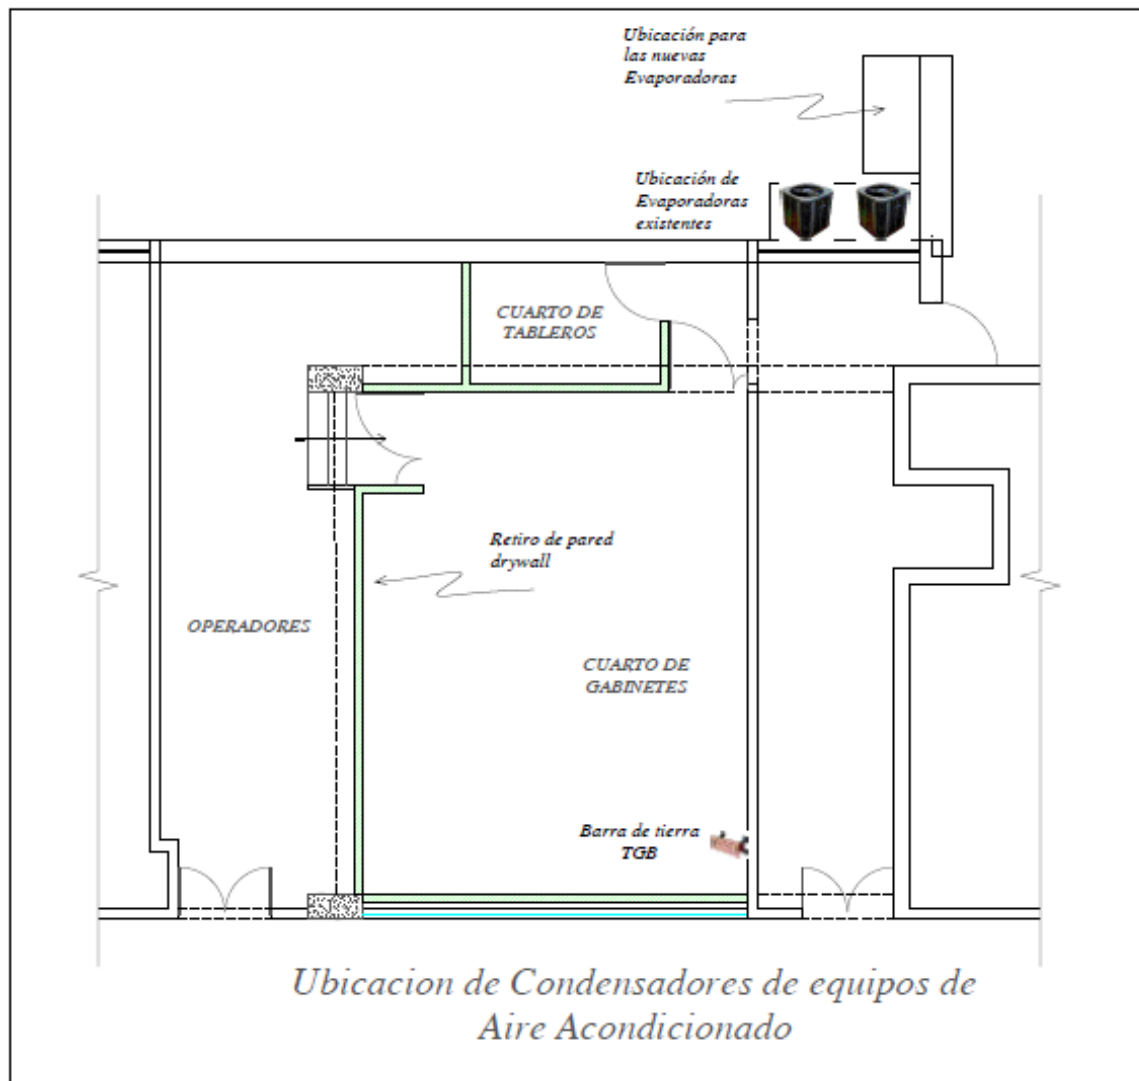 Ubicación para
las nuevas
Evaporadoras
Ubicación de
Evaporadoras
existentes
CUARTO DE
TABLEROS
Retiro de pared
drywall
OPERADORES
CUARTO DE
GABINETES
Barra de tierra
TGB
Ubicacion de Condensadores de equipos de
Aire Acondicionado